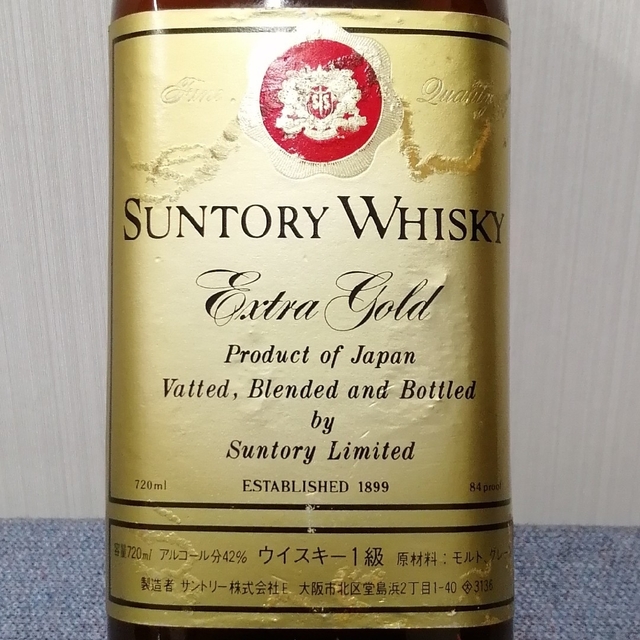 Fine Quality
SUNTORY WHISKY
Extra Gold
Product of Japan
Vatted, Blended and Bottled
by
Suntory Limited
720ml ESTABLISHED 1899 84 proof
容量720ml アルコール分42% ウイスキー1級 原材料:モルト、グレーン
製造者 サントリー株式会社E 大阪市北区堂島浜2丁目1-40 3136